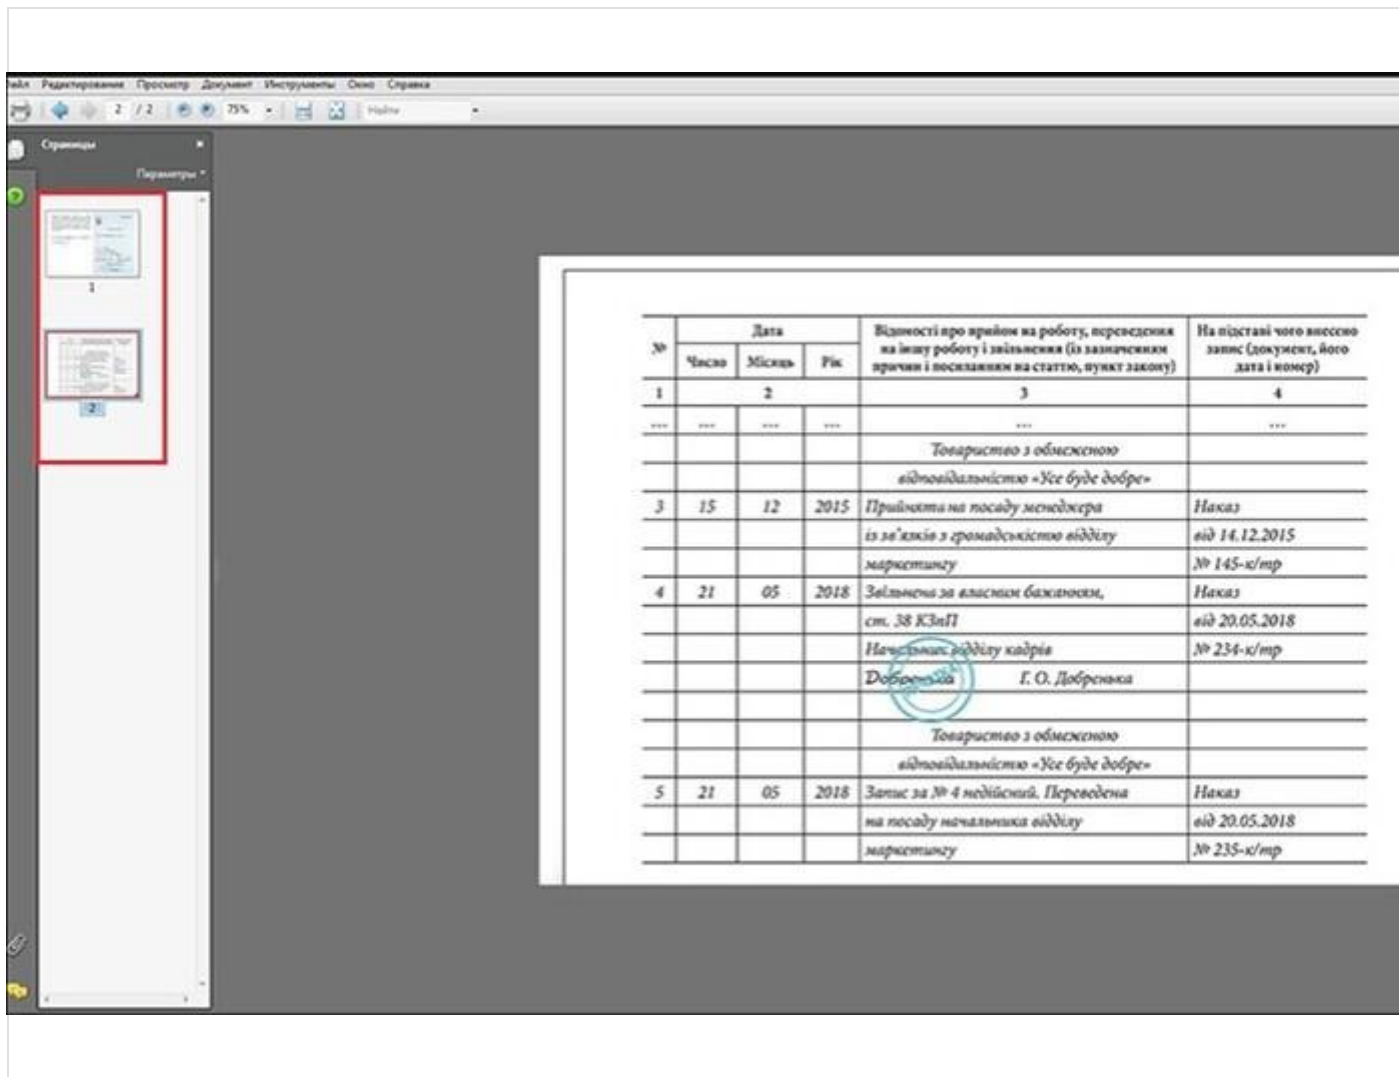 Файл Редактирование Просмотр Документ Инструменты Окно Справка
2 / 2 75% Найти
Страницы
Параметры
1
2
№ Дата Відомості про прийом на роботу, переведення на іншу роботу і звільнення (із зазначенням причин і посиланням на статтю, пункт закону) На підставі чого внесено запис (документ, його дата і номер)
Число Місяць Рік
1 2 3 4
... ... ... ... ... ...
Товариство з обмеженою
відповідальністю «Усе буде добре»
3 15 12 2015 Прийнята на посаду менеджера Наказ
із зв’язків з громадськістю відділу від 14.12.2015
маркетингу № 145-к/тр
4 21 05 2018 Звільнена за власним бажанням, Наказ
ст. 38 КЗпП від 20.05.2018
Начальник відділу кадрів № 234-к/тр
Добренька Г. О. Добренька
Товариство з обмеженою
відповідальністю «Усе буде добре»
5 21 05 2018 Запис за № 4 недійсний. Переведена Наказ
на посаду начальника відділу від 20.05.2018
маркетингу № 235-к/тр